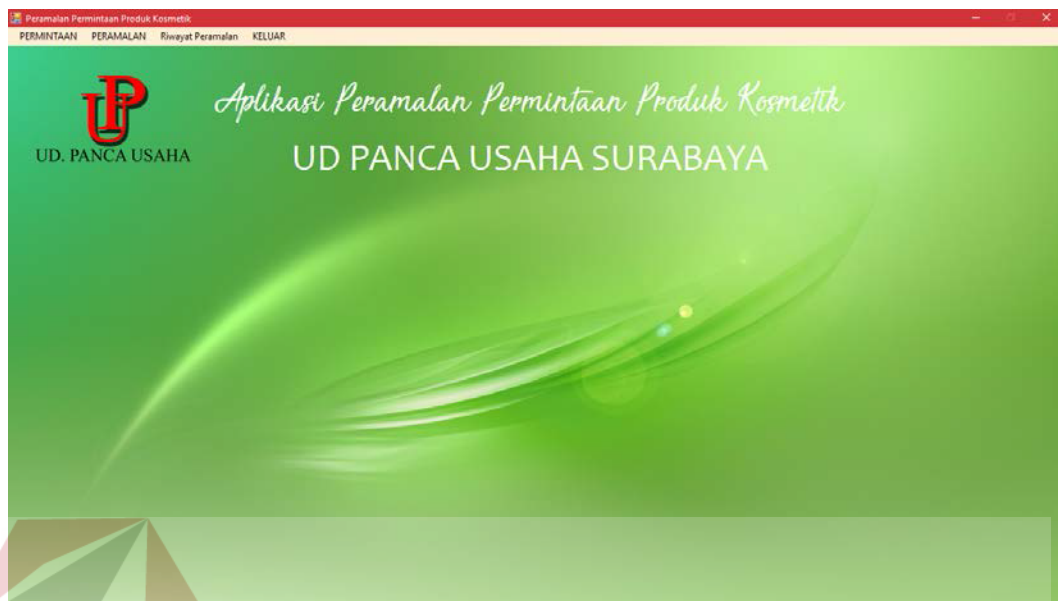 Peramalan Permintaan Produk Kosmetik
PERMINTAAN PERAMALAN Riwayat Peramalan KELUAR
UP
UD. PANCA USAHA
Aplikasi Peramalan Permintaan Produk Kosmetik
UD PANCA USAHA SURABAYA